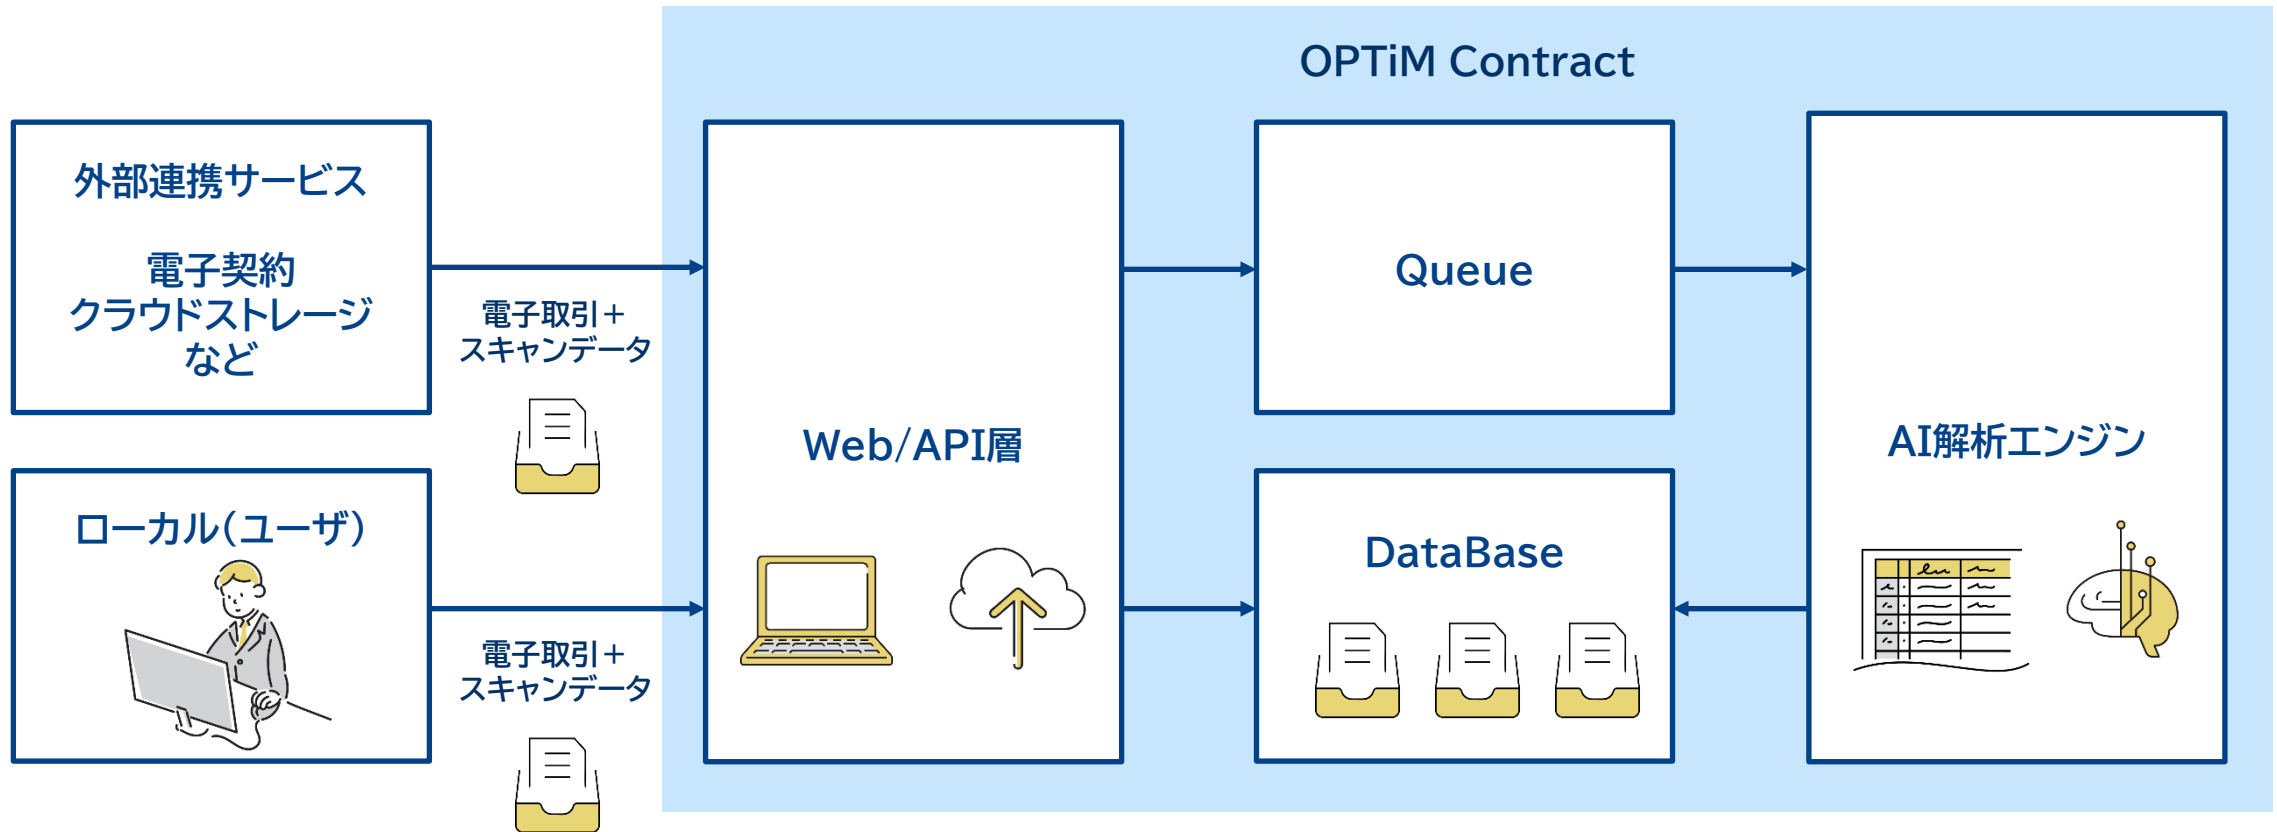 OPTiM Contract
外部連携サービス
電子契約
クラウドストレージ
など
電子取引＋
スキャンデータ
ローカル（ユーザ）
電子取引＋
スキャンデータ
Web/API層
Queue
DataBase
AI解析エンジン